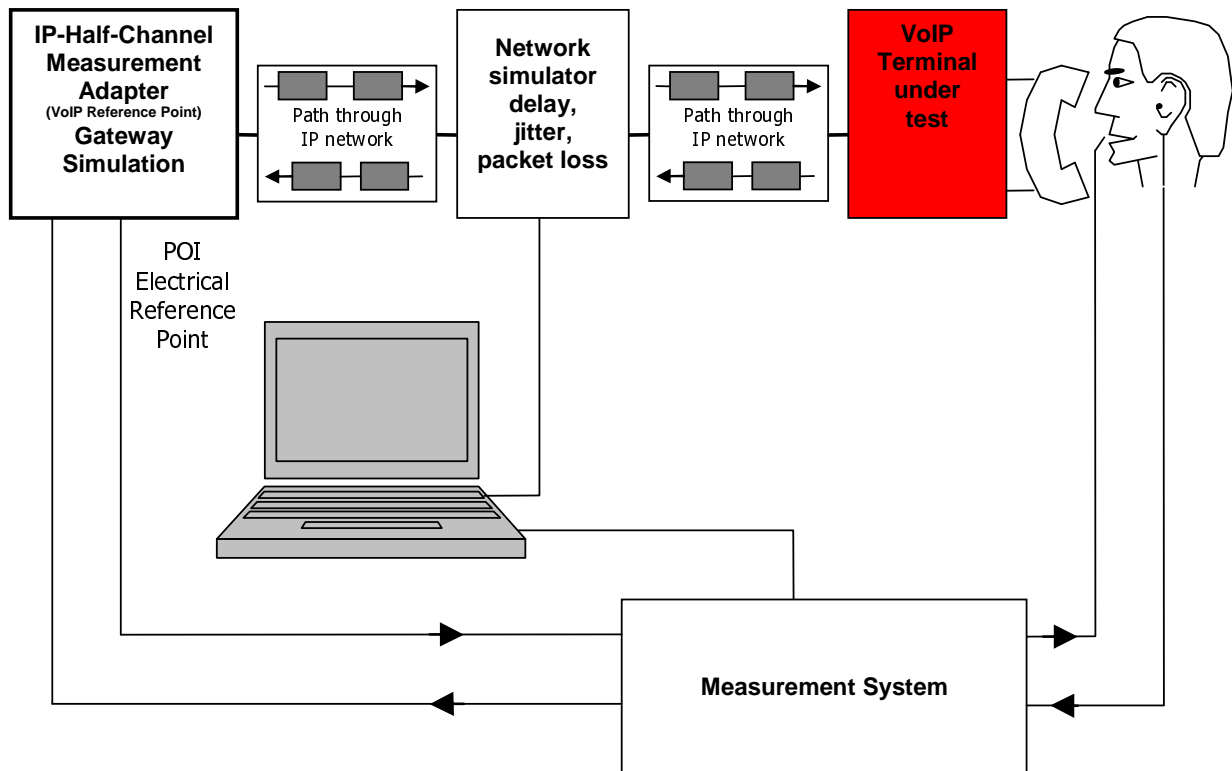 IP-Half-Channel
Measurement
Adapter
(VoIP Reference Point)
Gateway
Simulation
Path through
IP network
Network
simulator
delay,
jitter,
packet loss
Path through
IP network
VoIP
Terminal
under
test
POI
Electrical
Reference
Point
Measurement System